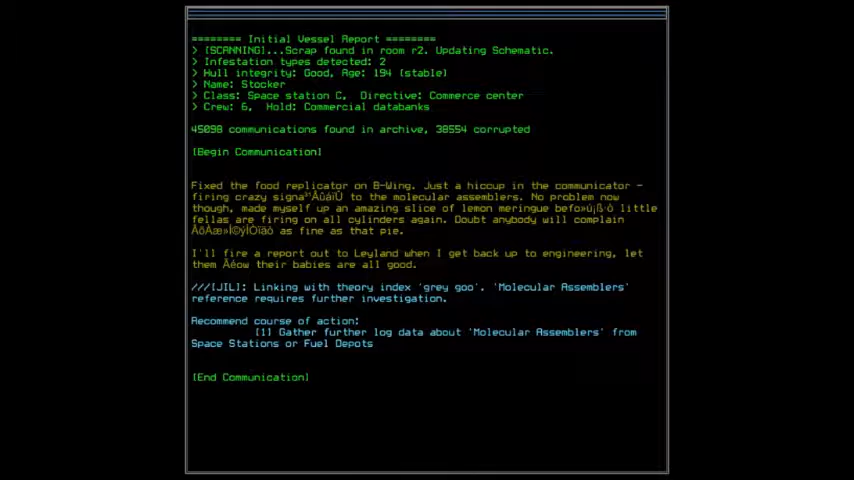 ======== Initial Vessel Report ========
> [SCANNING]...Scrap found in room r2. Updating Schematic.
> Infestation types detected: 2
> Hull integrity: Good, Age: 194 (stable)
> Name: Stocker
> Class: Space station C, Directive: Commerce center
> Crew: 6, Hold: Commercial databanks
45098 communications found in archive, 38554 corrupted
[Begin Communication]
Fixed the food replicator on B-Wing. Just a hiccup in the communicator -
firing crazy to the molecular assemblers. No problem now
though, made myself up an amazing slice of lemon meringue little
fellas are firing on all cylinders again. Doubt anybody will complain
as fine as that pie.
I'll fire a report out to Leyland when I get back up to engineering, let
them their babies are all good.
///[JIL]: Linking with theory index 'grey goo'. 'Molecular Assemblers'
reference requires further investigation.
Recommend course of action:
[1] Gather further log data about 'Molecular Assemblers' from
Space Stations or Fuel Depots
[End Communication]